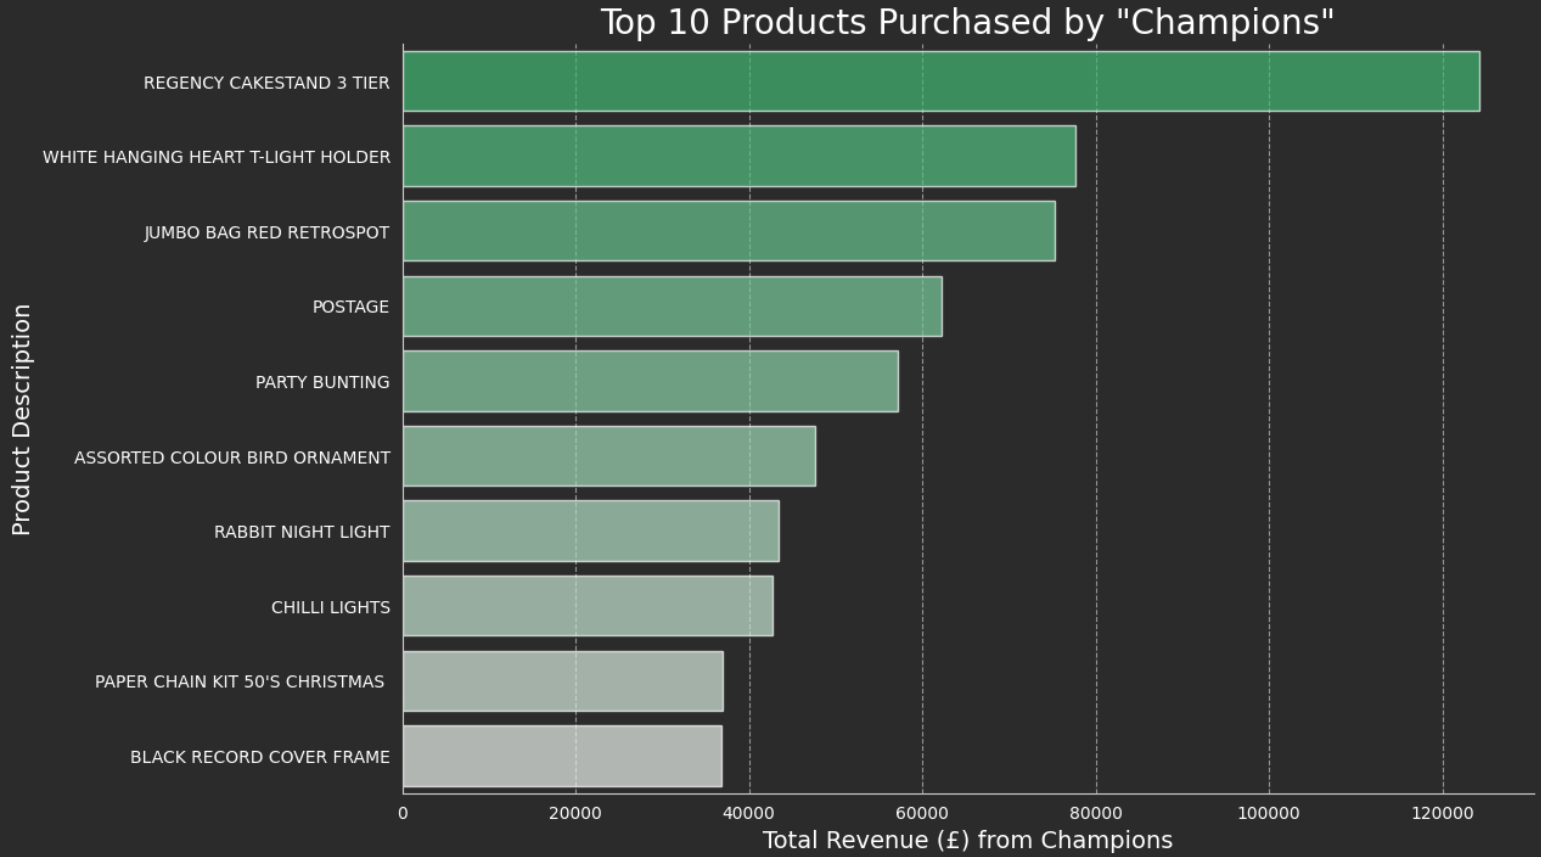 Top 10 Products Purchased by "Champions"
Product Description
REGENCY CAKESTAND 3 TIER
WHITE HANGING HEART T-LIGHT HOLDER
JUMBO BAG RED RETROSPOT
POSTAGE
PARTY BUNTING
ASSORTED COLOUR BIRD ORNAMENT
RABBIT NIGHT LIGHT
CHILLI LIGHTS
PAPER CHAIN KIT 50'S CHRISTMAS
BLACK RECORD COVER FRAME
0 20000 40000 60000 80000 100000 120000
Total Revenue (£) from Champions